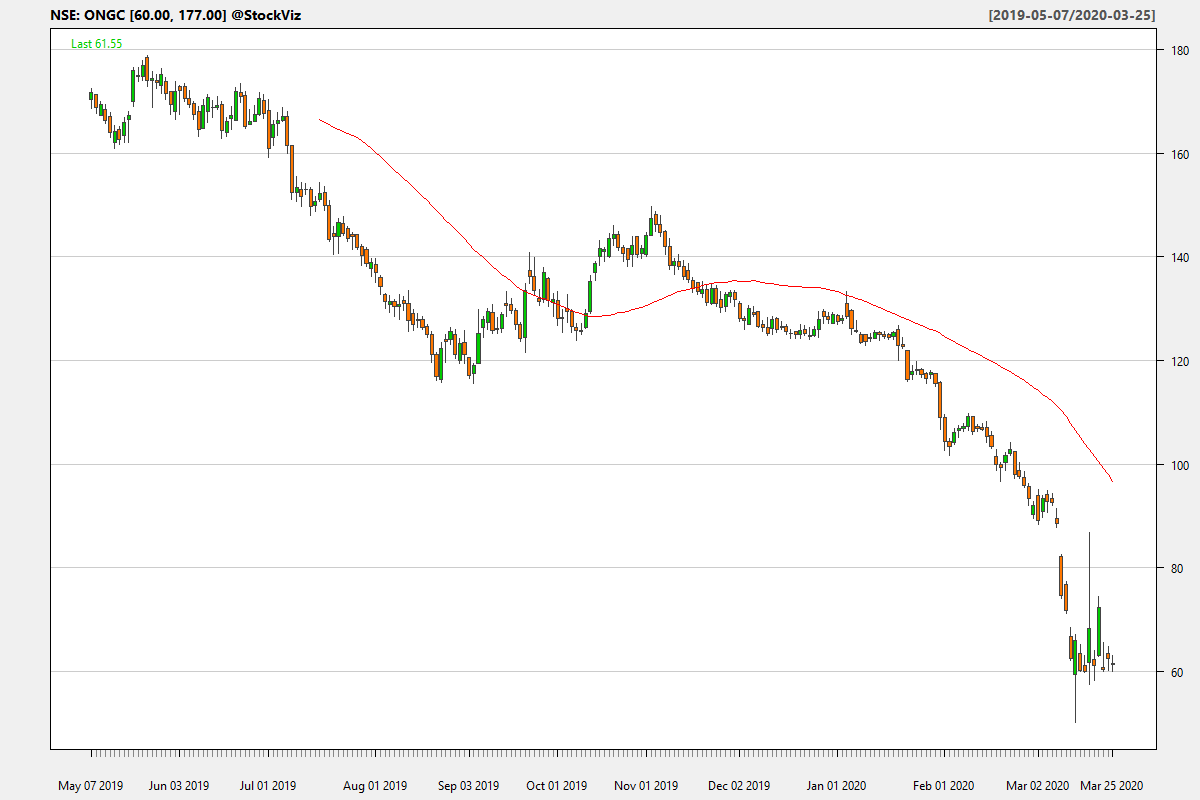 NSE: ONGC [60.00, 177.00] @StockViz
[2019-05-07/2020-03-25]
Last 61.55
180
160
140
120
100
80
60
May 07 2019 Jun 03 2019 Jul 01 2019 Aug 01 2019 Sep 03 2019 Oct 01 2019 Nov 01 2019 Dec 02 2019 Jan 01 2020 Feb 01 2020 Mar 02 2020 Mar 25 2020